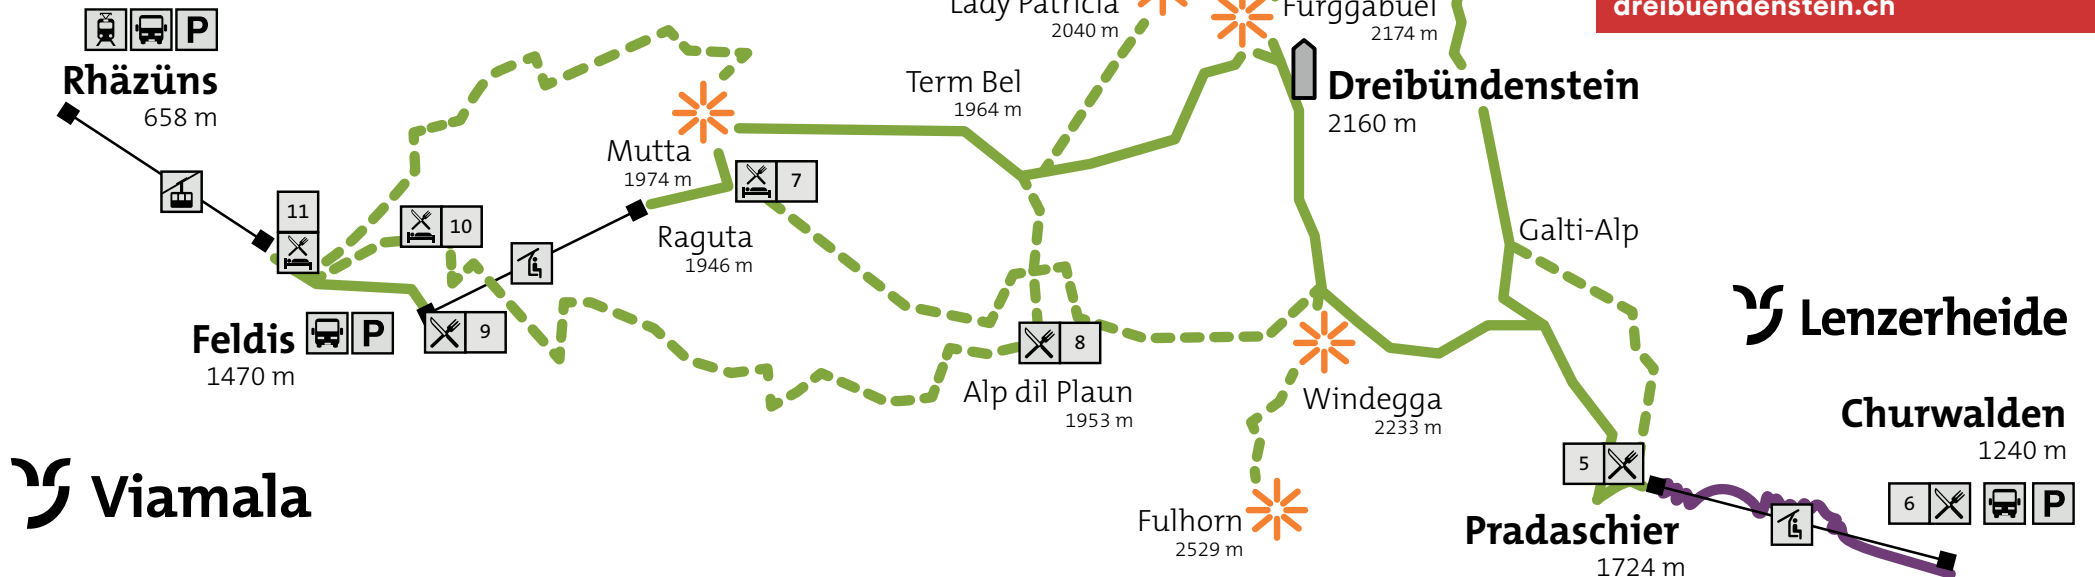 Lady Patricia
2040 m
Furggabüel
2174 m
dreibuendenstein.ch
P
Rhäzüns
658 m
Term Bel
1964 m
Dreibündenstein
2160 m
Mutta
1974 m
7
11
10
Raguta
1946 m
Galti-Alp
Feldis
P
1470 m
9
8
Alp dil Plaun
1953 m
Windegga
2233 m
Lenzerheide
Churwalden
1240 m
6
P
5
Viamala
Fulhorn
2529 m
Pradaschier
1724 m